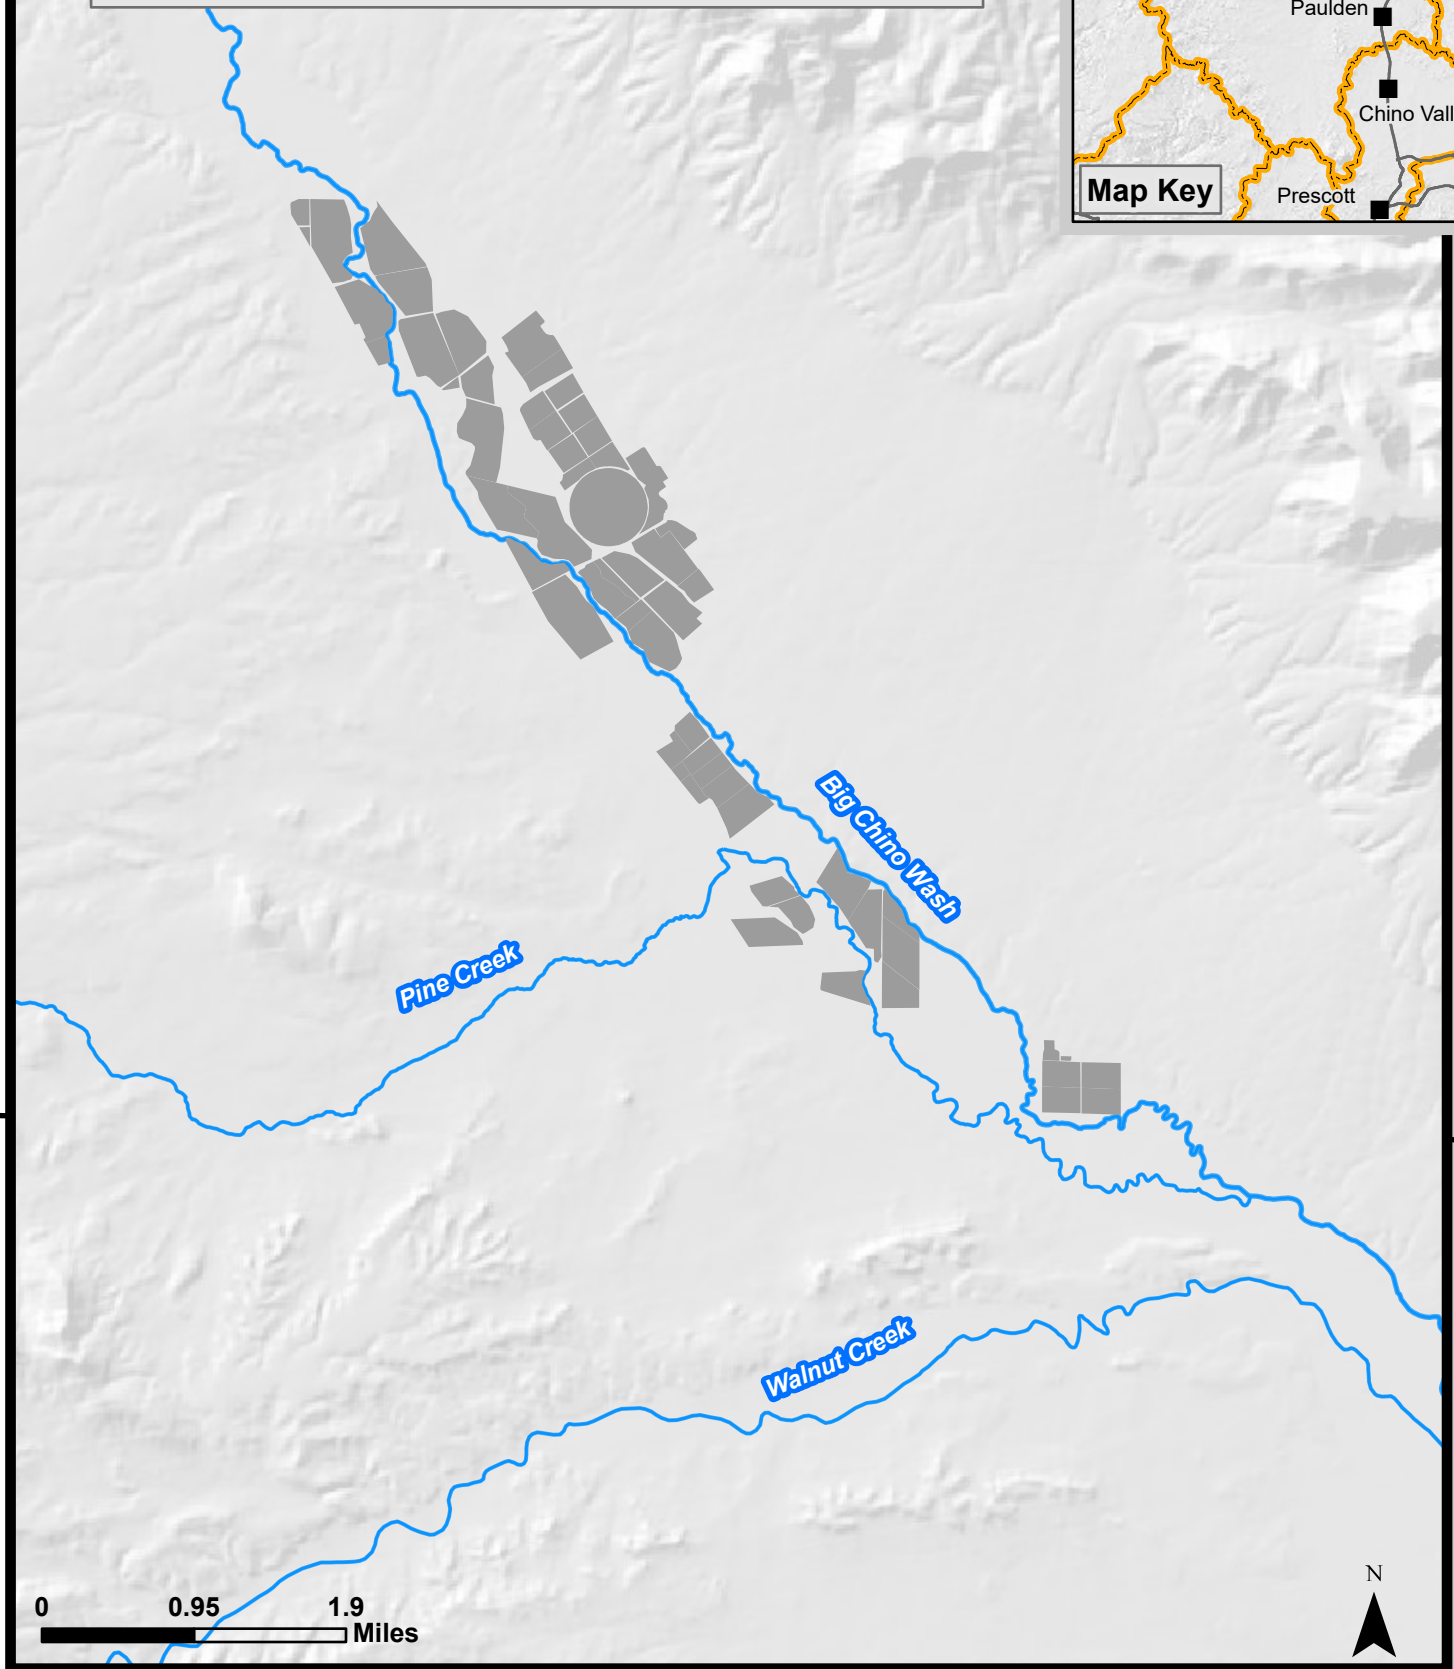 Paulden
Chino Vall
Map Key
Prescott
Big Chino Wash
Pine Creek
Walnut Creek
N
0 0.95 1.9
Miles